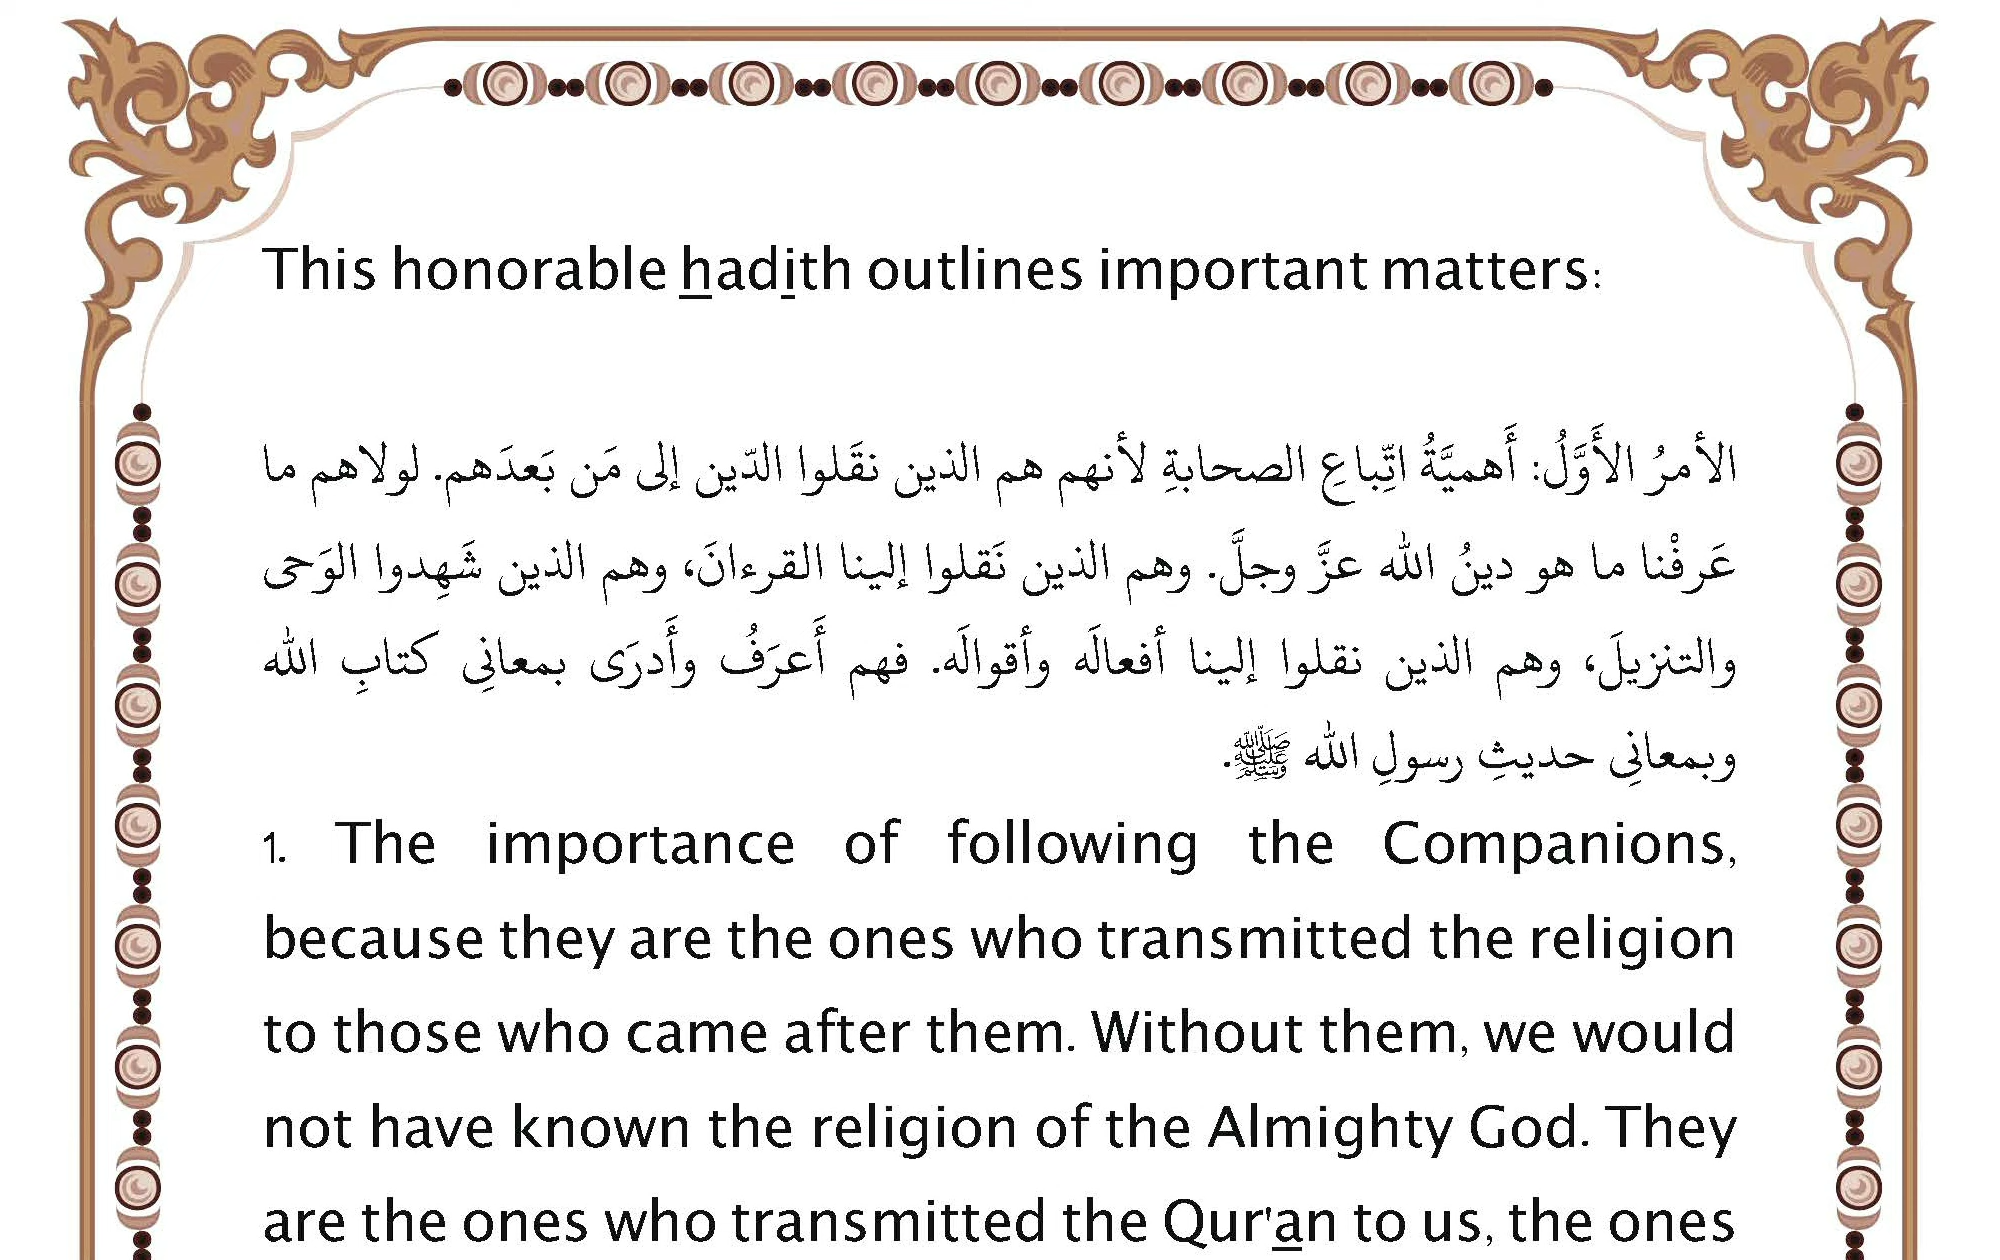 This honorable hadith outlines important matters:
الأمرُ الأَوَّلُ: أَهميَّةُ اتِّباعِ الصحابةِ لأنهم هم الذين نقَلوا الدّين إلى مَن بَعدَهم. لولاهم ما
عَرفْنا ما هو دينُ الله عزَّ وجلَّ. وهم الذين نَقلوا إلينا القرءانَ، وهم الذين شَهِدوا الوَحى
والتنزيلَ، وهم الذين نقلوا إلينا أفعالَه وأقوالَه. فهم أَعرَفُ وأَدرَى بمعانِى كتابِ الله
وبمعانِى حديثِ رسولِ الله ﷺ.
1. The importance of following the Companions,
because they are the ones who transmitted the religion
to those who came after them. Without them, we would
not have known the religion of the Almighty God. They
are the ones who transmitted the Qur'an to us, the ones